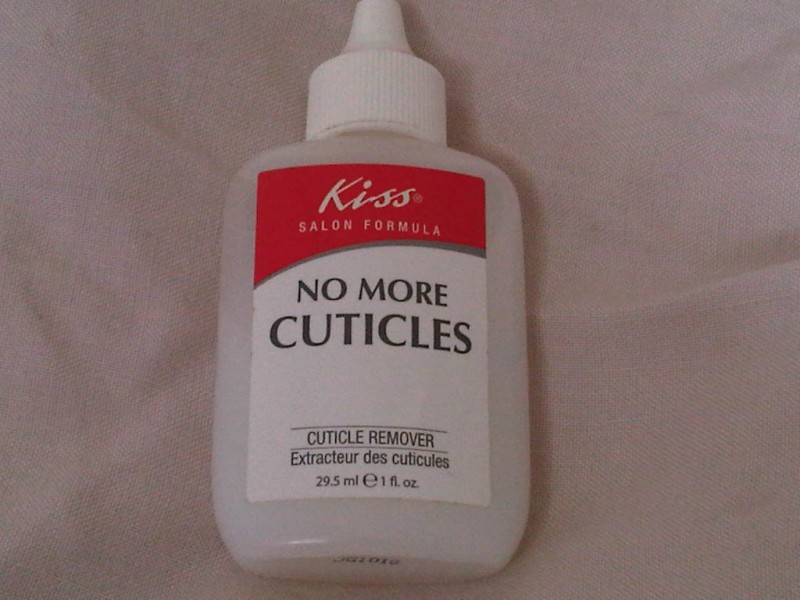 Kiss®
SALON FORMULA
NO MORE
CUTICLES
CUTICLE REMOVER
Extracteur des cuticules
29.5 ml ℮ 1 fl. oz.